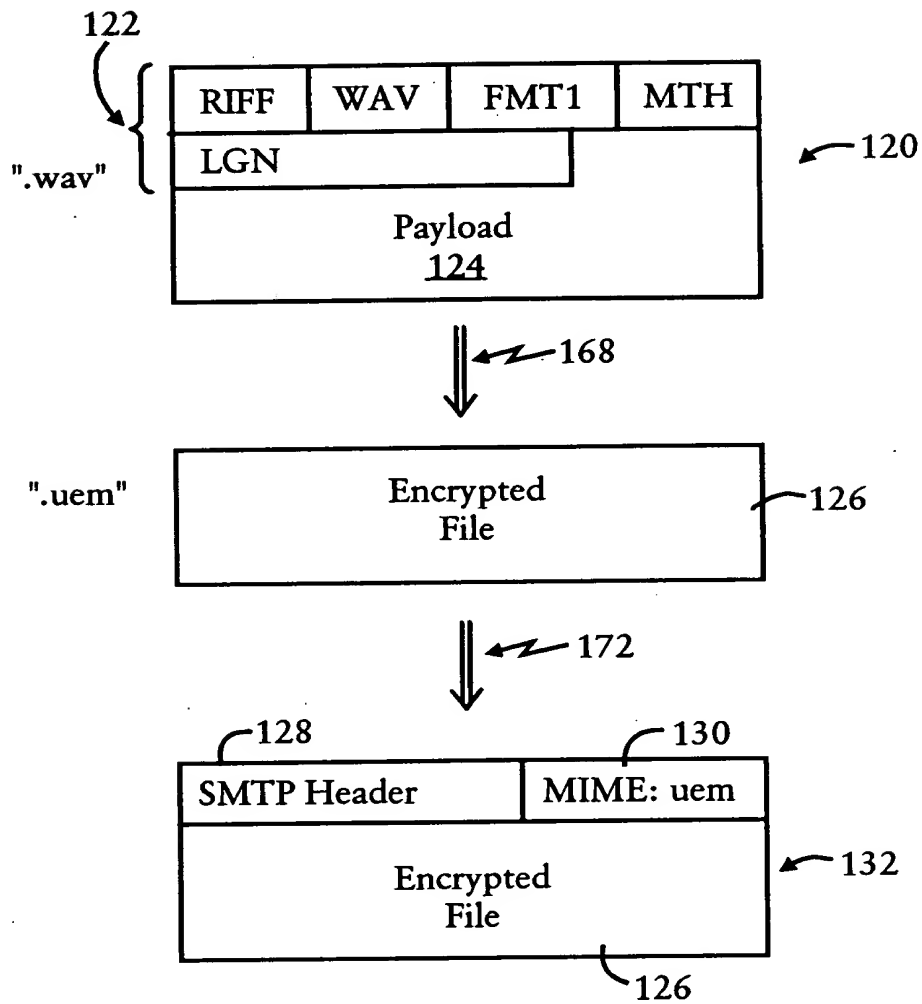 122
RIFF WAV FMT1 MTH
120
LGN
".wav"
Payload
124
168
".uem"
Encrypted
File
126
172
128
130
SMTP Header MIME: uem
132
Encrypted
File
126